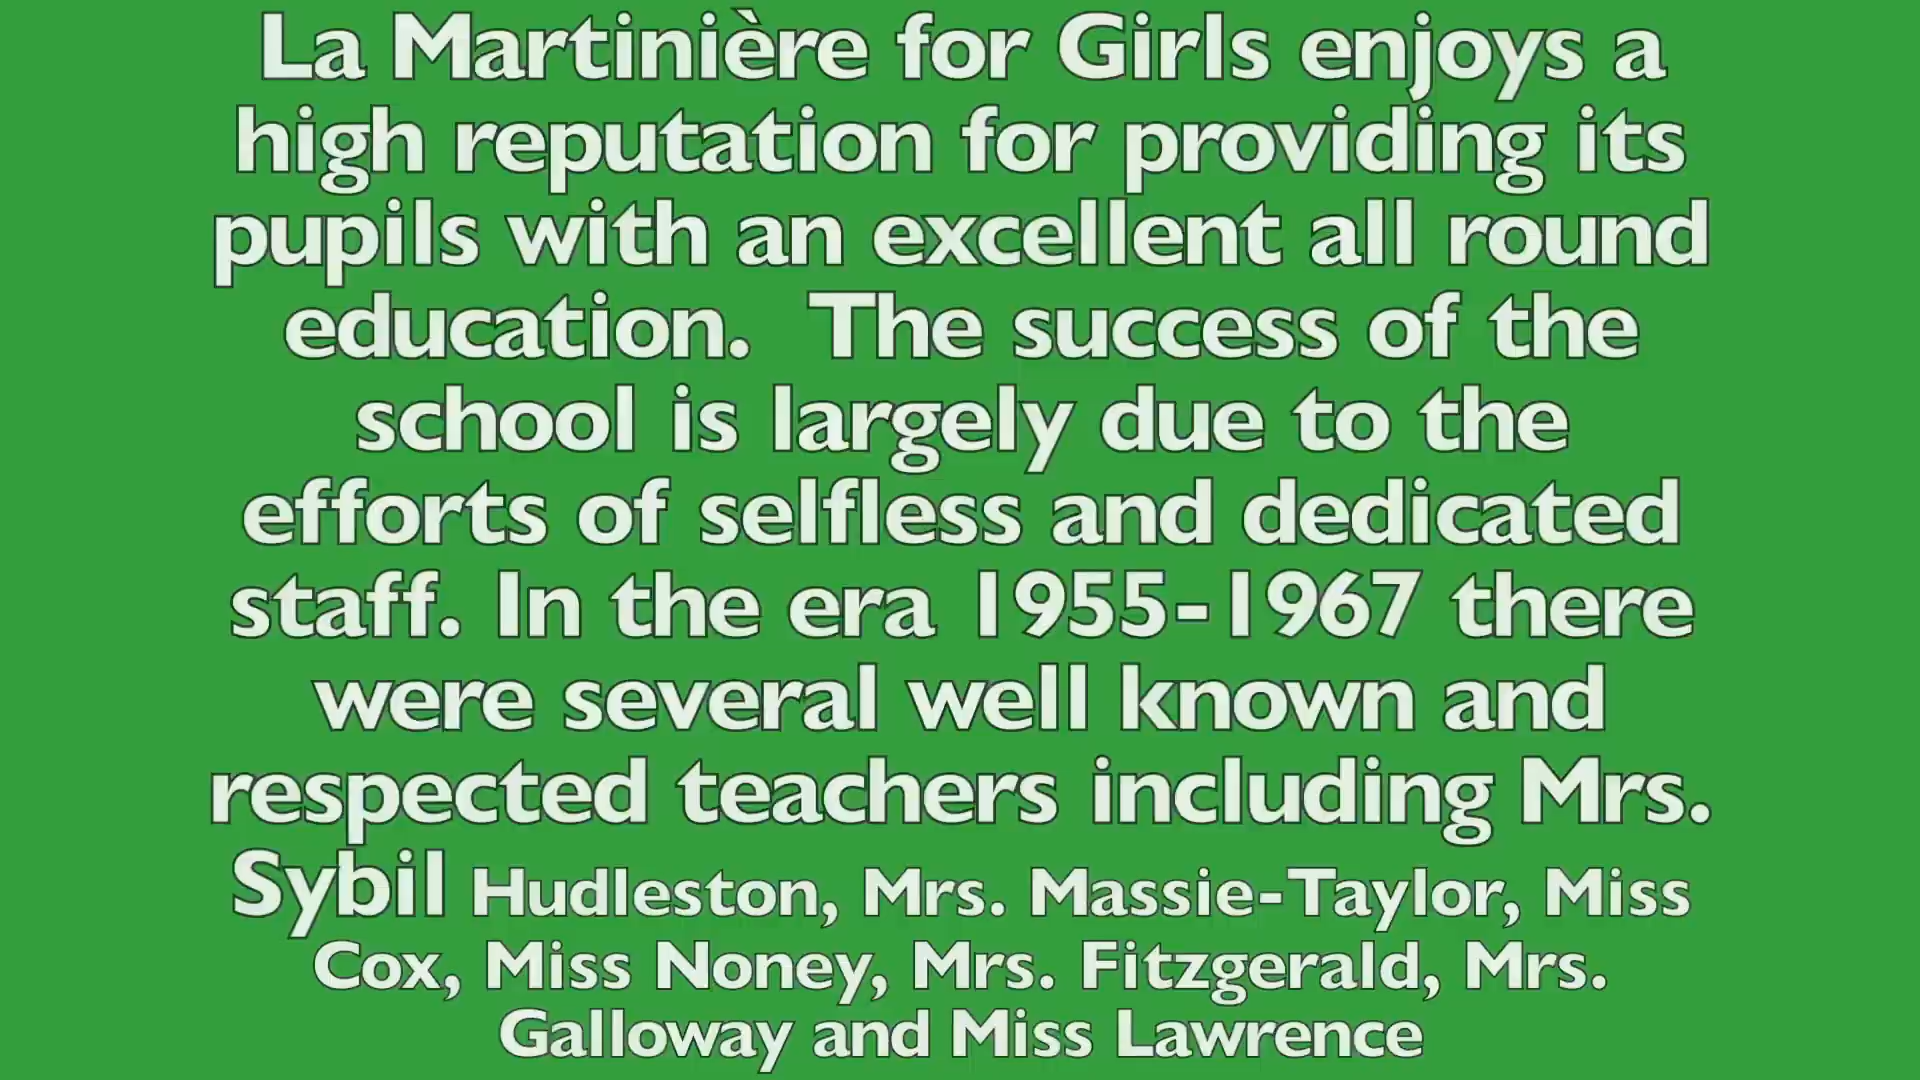 La Martinière for Girls enjoys a
high reputation for providing its
pupils with an excellent all round
education.  The success of the
school is largely due to the
efforts of selfless and dedicated
staff. In the era 1955-1967 there
were several well known and
respected teachers including Mrs.
Sybil Hudleston, Mrs. Massie-Taylor, Miss
Cox, Miss Noney, Mrs. Fitzgerald, Mrs.
Galloway and Miss Lawrence